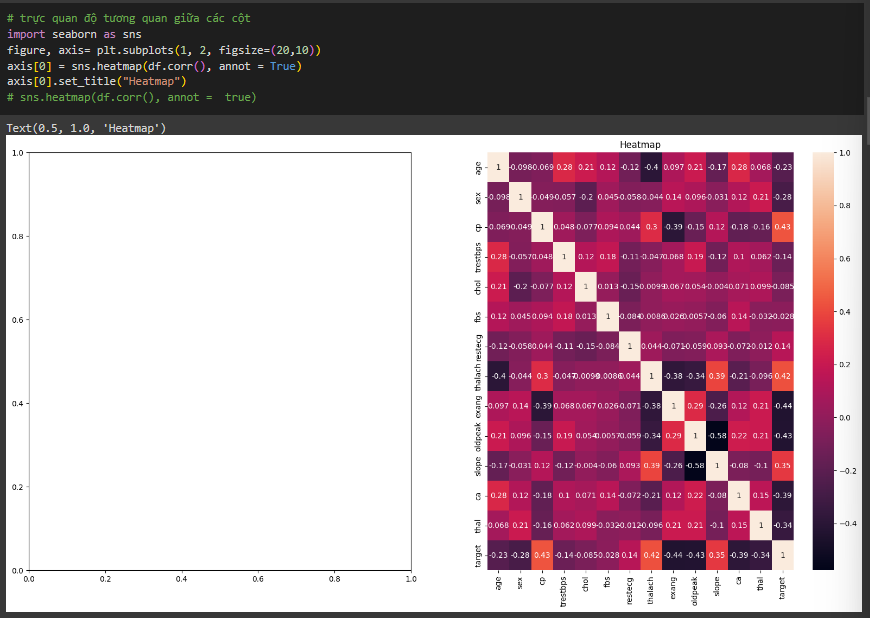 # trực quan độ tương quan giữa các cột
import seaborn as sns
figure, axis= plt.subplots(1, 2, figsize=(20,10))
axis[0] = sns.heatmap(df.corr(), annot = True)
axis[0].set_title("Heatmap")
# sns.heatmap(df.corr(), annot =  true)
Text(0.5, 1.0, 'Heatmap')
1.0
0.8
0.6
0.4
0.2
0.0
0.0 0.2 0.4 0.6 0.8 1.0
Heatmap
age 1 -0.098 0.069 0.28 0.21 0.12 -0.12 -0.4 0.097 0.21 -0.17 0.28 0.068 -0.23
sex -0.098 1 -0.049 -0.057 -0.2 0.045 -0.058 -0.044 0.14 0.096 -0.031 0.12 0.21 -0.28
cp -0.069 -0.049 1 0.048 -0.077 0.094 0.044 0.3 -0.39 -0.15 0.12 -0.18 -0.16 0.43
trestbps 0.28 -0.057 0.048 1 0.12 0.18 -0.11 -0.047 0.068 0.19 -0.12 0.1 0.062 -0.14
chol 0.21 -0.2 -0.077 0.12 1 0.013 -0.15 0.0099 0.067 0.054 -0.004 0.071 0.099 -0.085
fbs 0.12 0.045 0.094 0.18 0.013 1 -0.084 0.0086 0.026 0.0057 -0.06 0.14 -0.032 -0.028
restecg -0.12 -0.058 0.044 -0.11 -0.15 -0.084 1 0.044 -0.071 -0.059 0.093 -0.072 -0.012 0.14
thalach -0.4 -0.044 0.3 -0.047 0.0099 0.0086 0.044 1 -0.38 -0.34 0.39 -0.21 -0.096 0.42
exang 0.097 0.14 -0.39 0.068 0.067 0.026 -0.071 -0.38 1 0.29 -0.26 0.12 0.21 -0.44
oldpeak 0.21 0.096 -0.15 0.19 0.054 0.0057 -0.059 -0.34 0.29 1 -0.58 0.22 0.21 -0.43
slope -0.17 -0.031 0.12 -0.12 -0.004 -0.06 0.093 0.39 -0.26 -0.58 1 -0.08 -0.1 0.35
ca 0.28 0.12 -0.18 0.1 0.071 0.14 -0.072 -0.21 0.12 0.22 -0.08 1 0.15 -0.39
thal 0.068 0.21 -0.16 0.062 0.099 -0.032 -0.012 -0.096 0.21 0.21 -0.1 0.15 1 -0.34
target -0.23 -0.28 0.43 -0.14 -0.085 0.028 0.14 0.42 -0.44 -0.43 0.35 -0.39 -0.34 1
age sex cp trestbps chol fbs restecg thalach exang oldpeak slope ca thal target
1.0
0.8
0.6
0.4
0.2
0.0
−0.2
−0.4